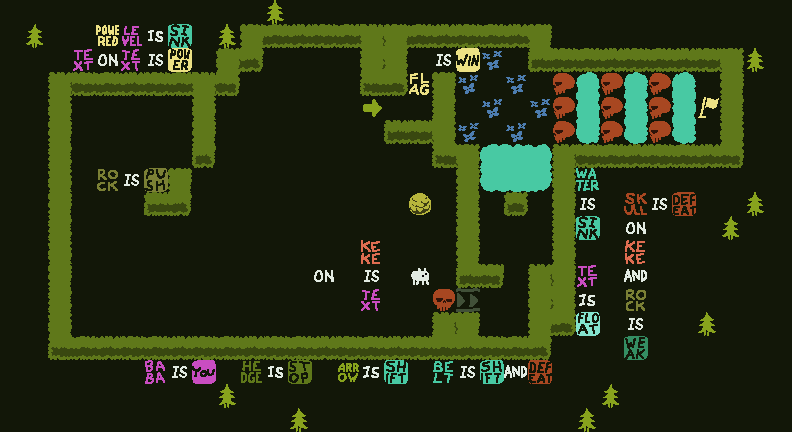 POWERED LEVEL IS SINK
TEXT ON TEXT IS POWER
IS WIN
FLAG
ROCK IS PUSH
WATER
IS
SINK
SKULL IS DEFEAT
ON
KEKE
AND
ROCK
IS
WEAK
KEKE
ON IS
TEXT
TEXT
IS
FLOAT
BABA IS YOU HEDGE IS STOP ARROW IS SHIFT BELT IS SHIFT AND DEFEAT